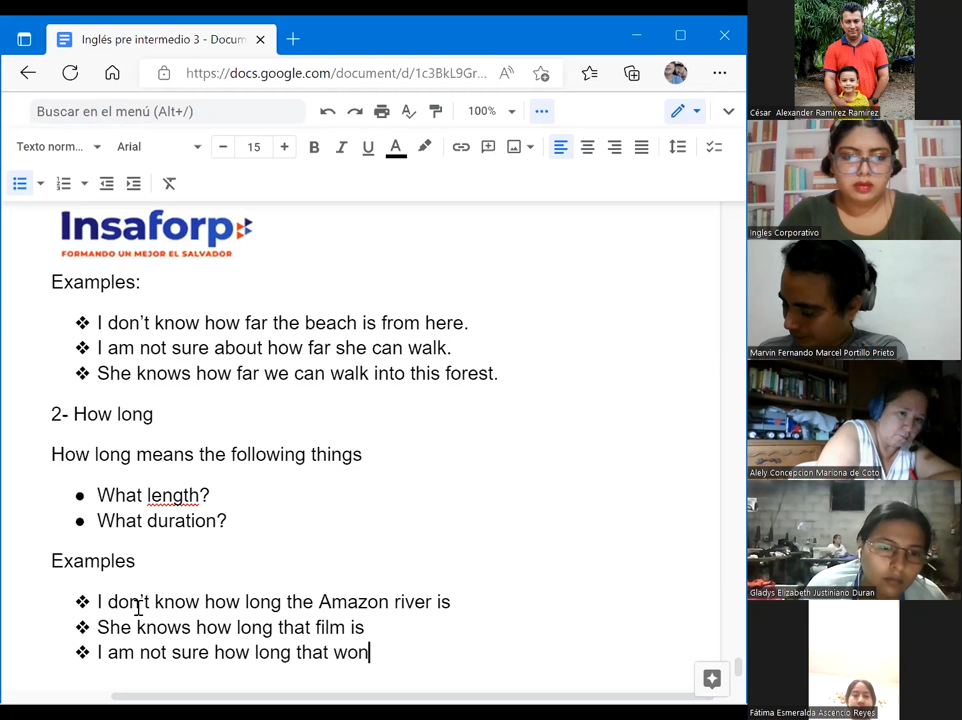 Inglés pre intermedio 3 - Docum
https://docs.google.com/document/d/1c3BkL9Gr...
Buscar en el menú (Alt+/)
100%
Texto norm...
Arial
15
Insaforp
FORMANDO UN MEJOR EL SALVADOR
Examples:
❖ I don't know how far the beach is from here.
❖ I am not sure about how far she can walk.
❖ She knows how far we can walk into this forest.
2- How long
How long means the following things
● What length?
● What duration?
Examples
❖ I don't know how long the Amazon river is
❖ She knows how long that film is
❖ I am not sure how long that won
César Alexander Ramírez Ramírez
Ingles Corporativo
Marvin Fernando Marcel Portillo Prieto
Alely Concepcion Mariona de Coto
Gladys Elizabeth Justiniano Duran
Fátima Esmeralda Ascencio Reyes